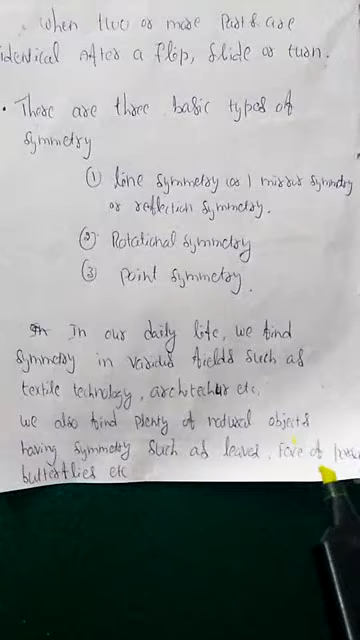 when two or more Parts are
identical After a flip, slide or turn.
• There are three basic types of
symmetry
① line symmetry (or) mirror symmetry
or reflection symmetry.
② Rotational symmetry
③ Point symmetry.
In our daily life, we find
symmetry in various fields such as
textile technology, architechur etc.
we also find plenty of natural objects
having symmetry such as leaves, Face of
butterflies etc